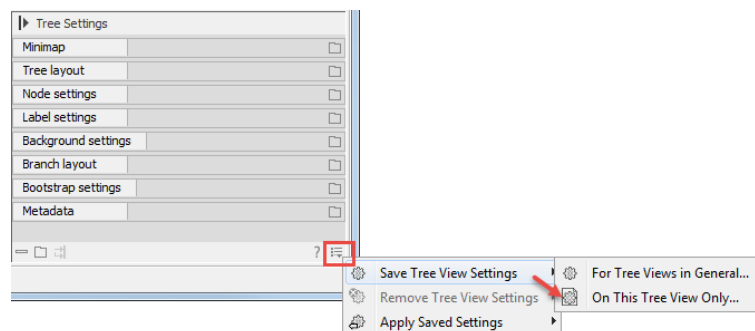 Tree Settings
Minimap
Tree layout
Node settings
Label settings
Background settings
Branch layout
Bootstrap settings
Metadata
?
Save Tree View Settings
For Tree Views in General...
Remove Tree View Settings
On This Tree View Only...
Apply Saved Settings